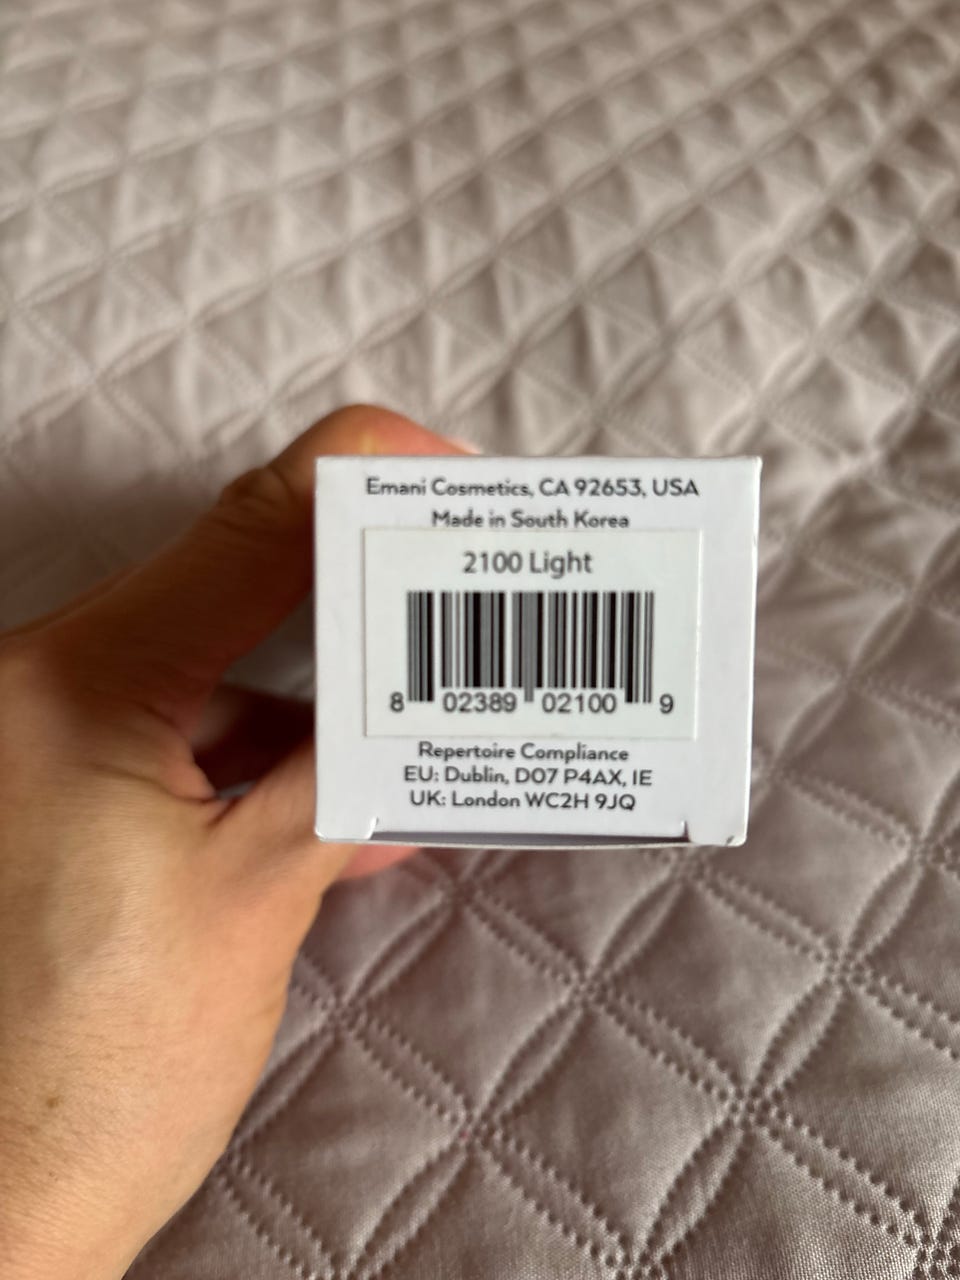 Emani Cosmetics, CA 92653, USA
Made in South Korea
2100 Light
8 02389 02100 9
Repertoire Compliance
EU: Dublin, D07 P4AX, IE
UK: London WC2H 9JQ